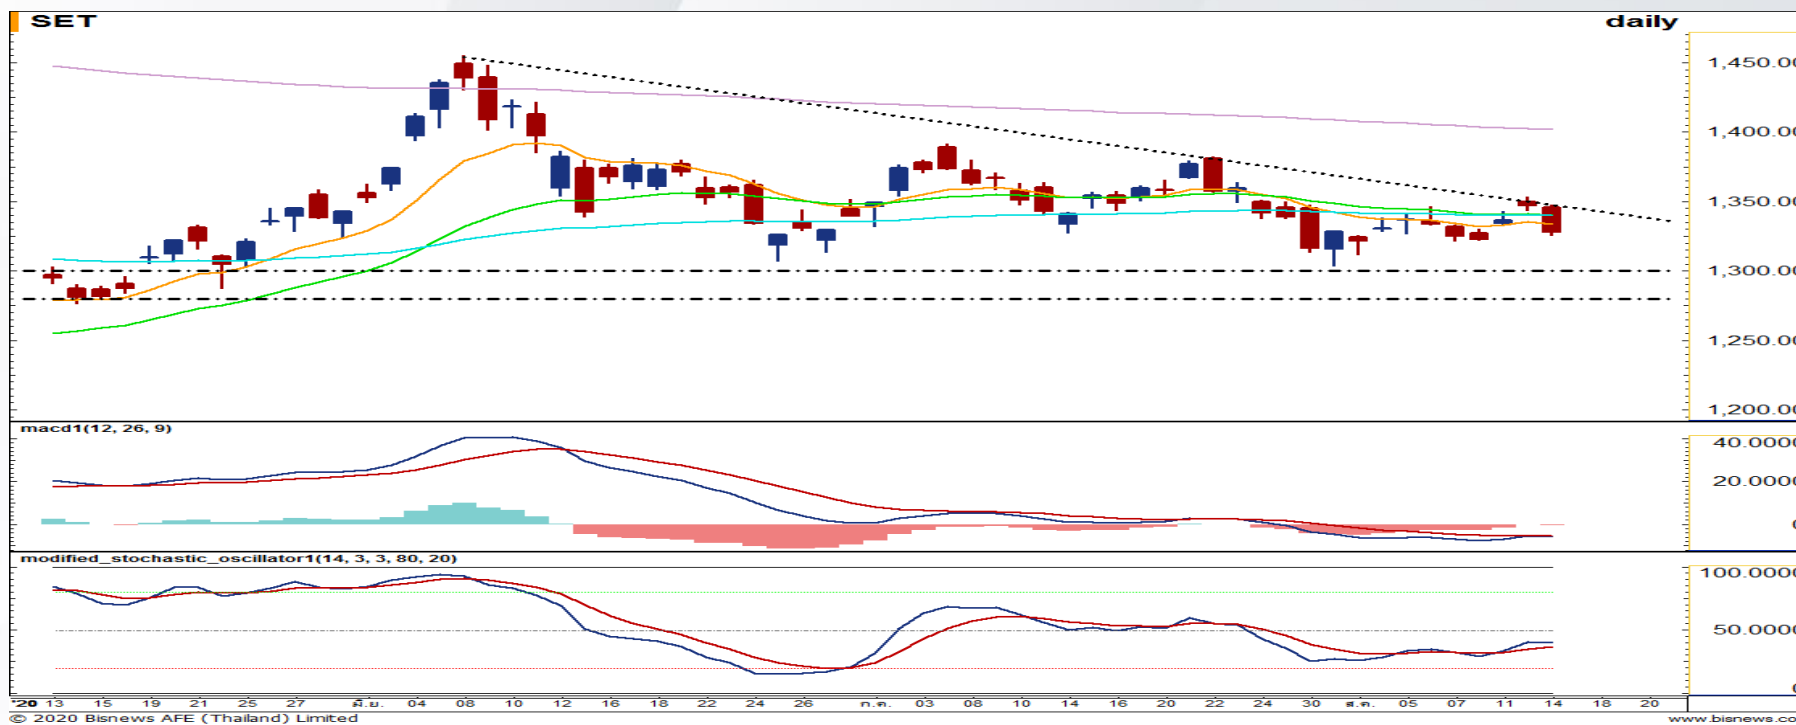 SET daily
1,450.00
1,400.00
1,350.00
1,300.00
1,250.00
1,200.00
macd1(12, 26, 9)
40.0000
20.0000
0
modified_stochastic_oscillator1(14, 3, 3, 80, 20)
100.0000
50.0000
0
'20 13 15 19 21 25 27 มิ.ย. 04 08 10 12 16 18 22 24 26 ก.ค. 03 08 10 14 16 20 22 24 30 ส.ค. 05 07 11 14 18 20
© 2020 Bisnews AFE (Thailand) Limited www.bisnews.co